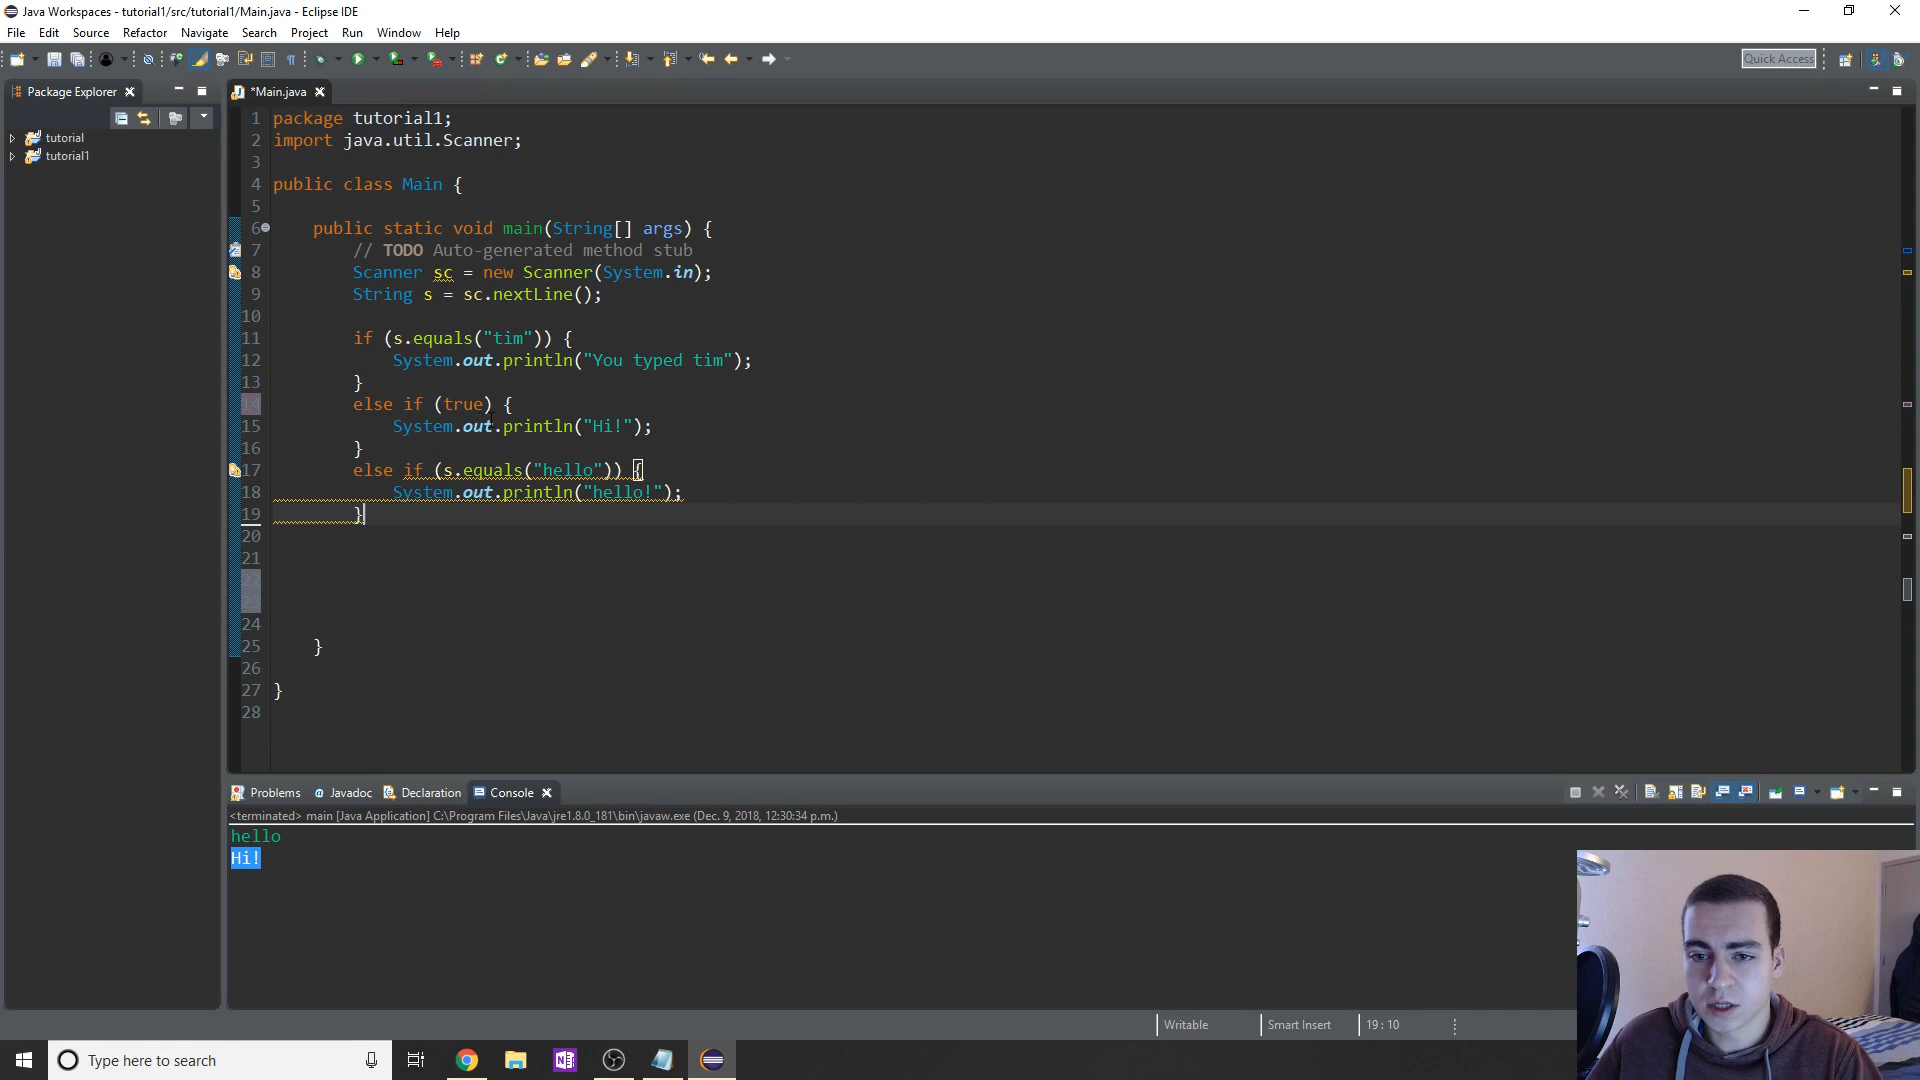 Java Workspaces - tutorial1/src/tutorial1/Main.java - Eclipse IDE
File Edit Source Refactor Navigate Search Project Run Window Help
Quick Access
Package Explorer
tutorial
tutorial1
*Main.java
1 package tutorial1;
2 import java.util.Scanner;
3
4 public class Main {
5
6 public static void main(String[] args) {
7 // TODO Auto-generated method stub
8 Scanner sc = new Scanner(System.in);
9 String s = sc.nextLine();
10
11 if (s.equals("tim")) {
12 System.out.println("You typed tim");
13 }
14 else if (true) {
15 System.out.println("Hi!");
16 }
17 else if (s.equals("hello")) {
18 System.out.println("hello!");
19 }
20
21
22
23
24
25 }
26
27 }
28
Problems Javadoc Declaration Console
<terminated> main [Java Application] C:\Program Files\Java\jre1.8.0_181\bin\javaw.exe (Dec. 9, 2018, 12:30:34 p.m.)
hello
Hi!
Writable Smart Insert 19 : 10
Type here to search